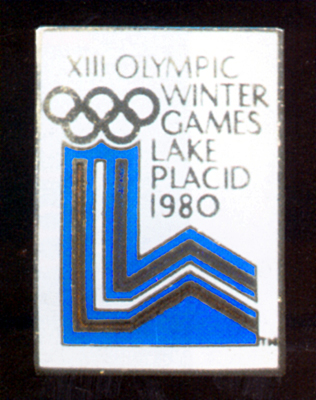 XIII OLYMPIC
WINTER
GAMES
LAKE
PLACID
1980
TM